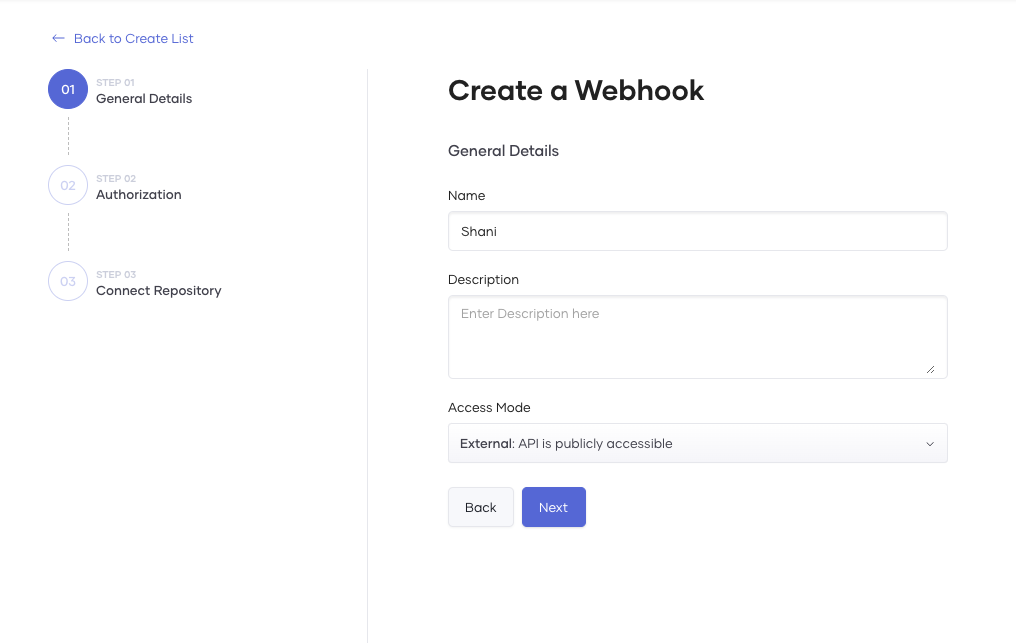 Back to Create List
01
STEP 01
General Details
02
STEP 02
Authorization
03
STEP 03
Connect Repository
Create a Webhook
General Details
Name
Shani
Description
Enter Description here
Access Mode
External: API is publicly accessible
Back
Next